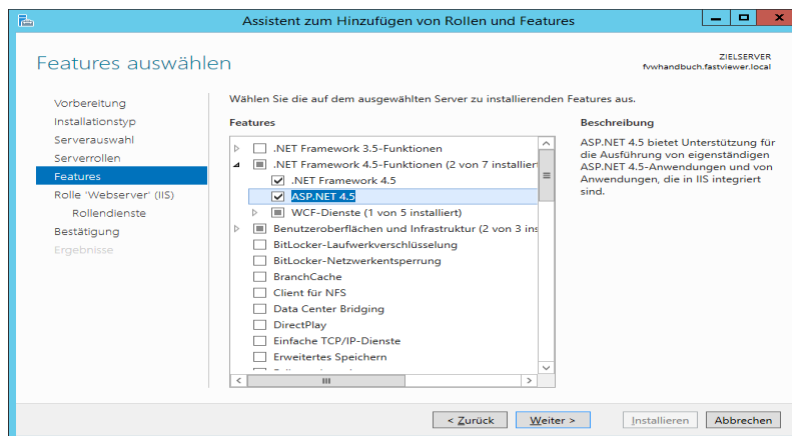 Assistent zum Hinzufügen von Rollen und Features
Features auswählen
ZIELSERVER
fvwhandbuch.fastviewer.local
Vorbereitung
Installationstyp
Serverauswahl
Serverrollen
Features
Rolle 'Webserver' (IIS)
Rollendienste
Bestätigung
Ergebnisse
Wählen Sie die auf dem ausgewählten Server zu installierenden Features aus.
Features
.NET Framework 3.5-Funktionen
.NET Framework 4.5-Funktionen (2 von 7 installier
.NET Framework 4.5
ASP.NET 4.5
WCF-Dienste (1 von 5 installiert)
Benutzeroberflächen und Infrastruktur (2 von 3 ins
BitLocker-Laufwerkverschlüsselung
BitLocker-Netzwerkentsperrung
BranchCache
Client für NFS
Data Center Bridging
DirectPlay
Einfache TCP/IP-Dienste
Erweitertes Speichern
Beschreibung
ASP.NET 4.5 bietet Unterstützung für
die Ausführung von eigenständigen
ASP.NET 4.5-Anwendungen und von
Anwendungen, die in IIS integriert
sind.
< Zurück
Weiter >
Installieren
Abbrechen